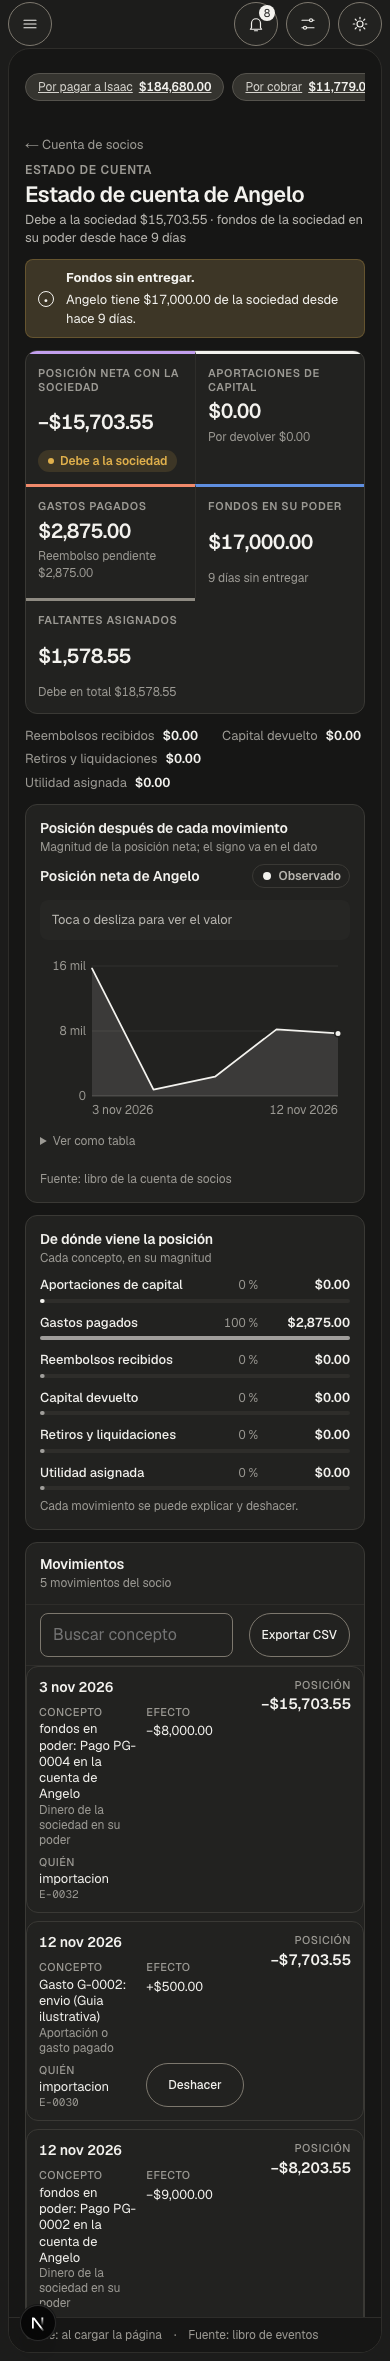 8
Por pagar a Isaac $184,680.00
Por cobrar $11,779.0
← Cuenta de socios
ESTADO DE CUENTA
Estado de cuenta de Angelo
Debe a la sociedad $15,703.55 · fondos de la sociedad en
su poder desde hace 9 días
Fondos sin entregar.
Angelo tiene $17,000.00 de la sociedad desde
hace 9 días.
POSICIÓN NETA CON LA
SOCIEDAD
−$15,703.55
Debe a la sociedad
APORTACIONES DE
CAPITAL
$0.00
Por devolver $0.00
GASTOS PAGADOS
$2,875.00
Reembolso pendiente
$2,875.00
FONDOS EN SU PODER
$17,000.00
9 días sin entregar
FALTANTES ASIGNADOS
$1,578.55
Debe en total $18,578.55
Reembolsos recibidos $0.00 Capital devuelto $0.00
Retiros y liquidaciones $0.00
Utilidad asignada $0.00
Posición después de cada movimiento
Magnitud de la posición neta; el signo va en el dato
Posición neta de Angelo
Observado
Toca o desliza para ver el valor
16 mil
8 mil
0
3 nov 2026 12 nov 2026
Ver como tabla
Fuente: libro de la cuenta de socios
De dónde viene la posición
Cada concepto, en su magnitud
Aportaciones de capital 0 % $0.00
Gastos pagados 100 % $2,875.00
Reembolsos recibidos 0 % $0.00
Capital devuelto 0 % $0.00
Retiros y liquidaciones 0 % $0.00
Utilidad asignada 0 % $0.00
Cada movimiento se puede explicar y deshacer.
Movimientos
5 movimientos del socio
Buscar concepto
Exportar CSV
3 nov 2026
POSICIÓN
−$15,703.55
CONCEPTO
fondos en
poder: Pago PG-
0004 en la
cuenta de
Angelo
Dinero de la
sociedad en su
poder
EFECTO
−$8,000.00
QUIÉN
importacion
E-0032
12 nov 2026
POSICIÓN
−$7,703.55
CONCEPTO
Gasto G-0002:
envio (Guia
ilustrativa)
Aportación o
gasto pagado
EFECTO
+$500.00
QUIÉN
importacion
E-0030
Deshacer
12 nov 2026
POSICIÓN
−$8,203.55
CONCEPTO
fondos en
poder: Pago PG-
0002 en la
cuenta de
Angelo
Dinero de la
sociedad en su
poder
EFECTO
−$9,000.00
N
al cargar la página · Fuente: libro de eventos